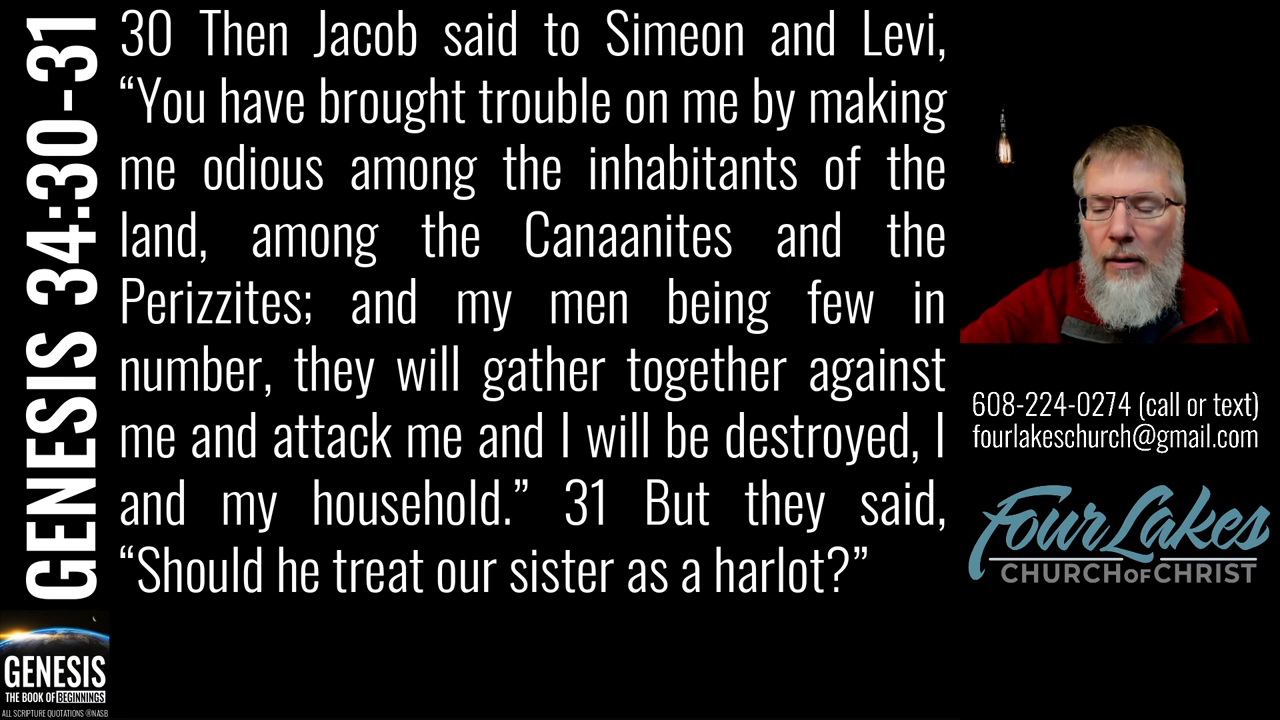 GENESIS 34:30-31
30 Then Jacob said to Simeon and Levi,
“You have brought trouble on me by making
me odious among the inhabitants of the
land, among the Canaanites and the
Perizzites; and my men being few in
number, they will gather together against
me and attack me and I will be destroyed, I
and my household.” 31 But they said,
“Should he treat our sister as a harlot?”
608-224-0274 (call or text)
fourlakeschurch@gmail.com
Four Lakes
CHURCH OF CHRIST
GENESIS
THE BOOK OF BEGINNINGS
ALL SCRIPTURE QUOTATIONS ®NASB